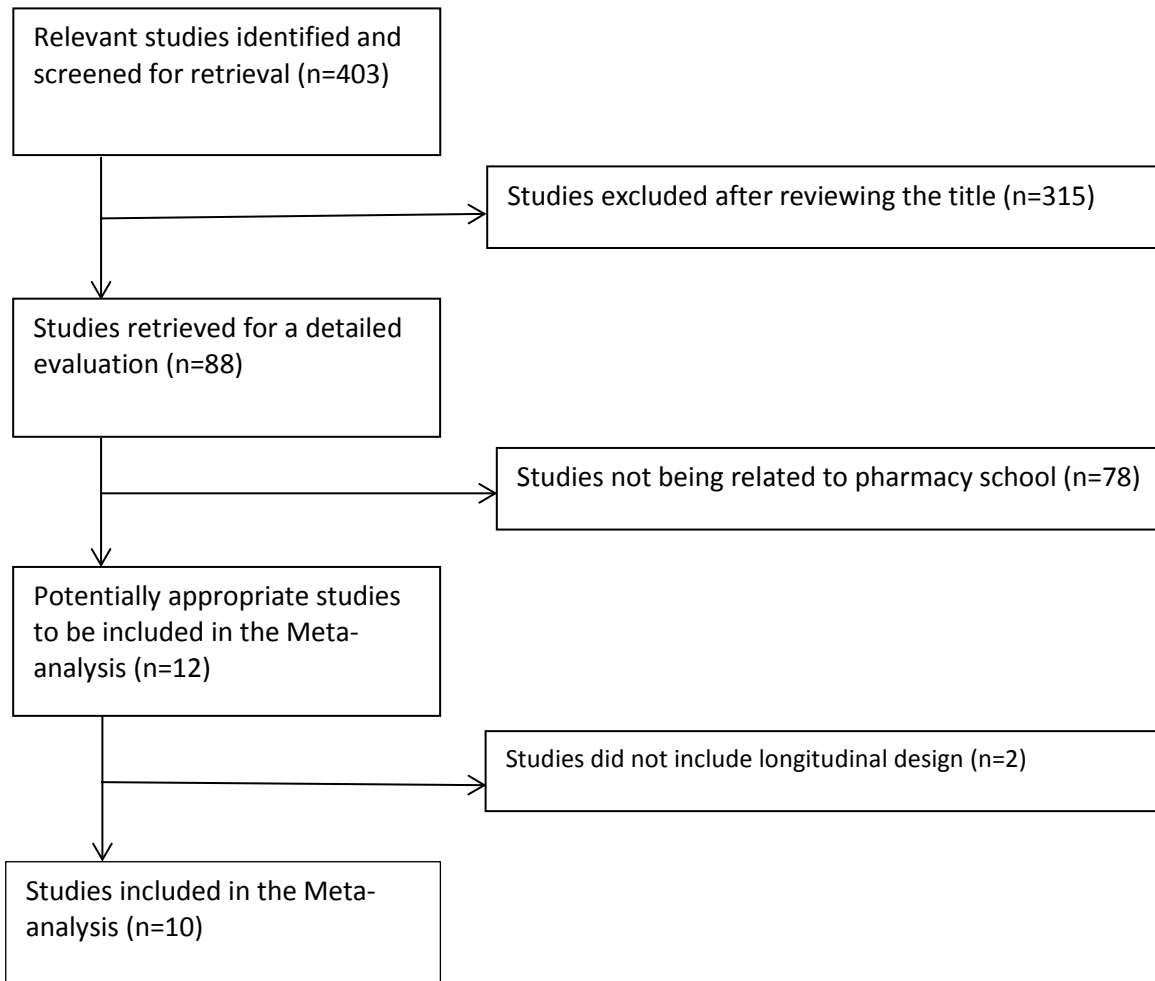 Relevant studies identified and
screened for retrieval (n=403)
Studies excluded after reviewing the title (n=315)
Studies retrieved for a detailed
evaluation (n=88)
Studies not being related to pharmacy school (n=78)
Potentially appropriate studies
to be included in the Meta-
analysis (n=12)
Studies did not include longitudinal design (n=2)
Studies included in the Meta-
analysis (n=10)